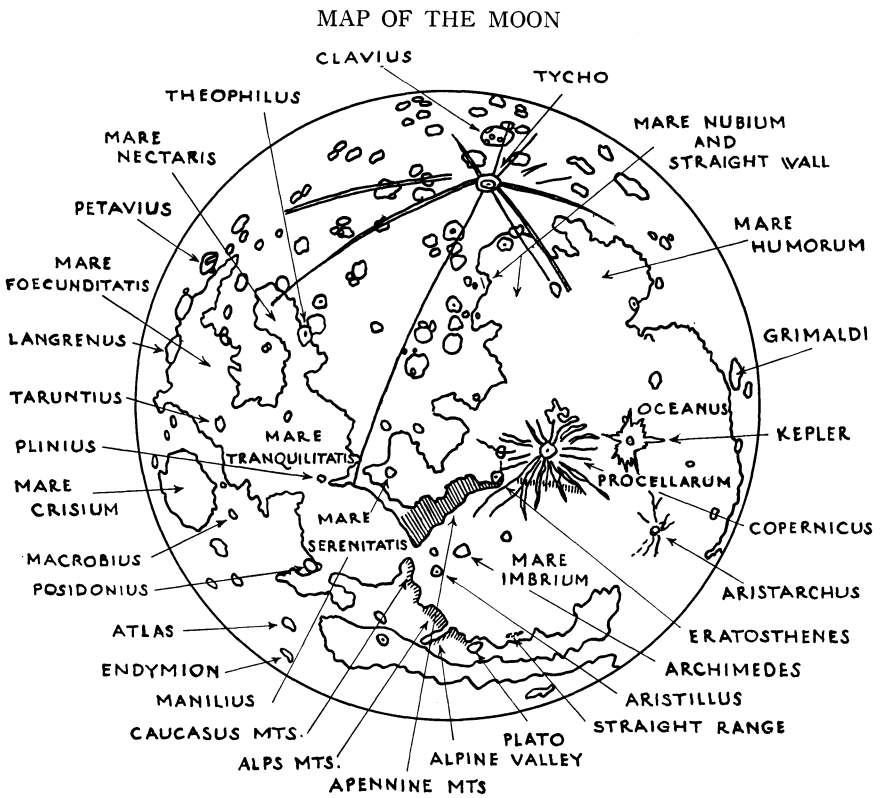 MAP OF THE MOON
CLAVIUS
TYCHO
THEOPHILUS
MARE
NECTARIS
MARE NUBIUM
AND
STRAIGHT WALL
PETAVIUS
MARE
HUMORUM
MARE
FOECUNDITATIS
LANGRENUS
GRIMALDI
TARUNTIUS
OCEANUS
KEPLER
PLINIUS
MARE
TRANQUILITATIS
PROCELLARUM
MARE
CRISIUM
MARE
SERENITATIS
COPERNICUS
MACROBIUS
MARE
IMBRIUM
POSIDONIUS
ARISTARCHUS
ATLAS
ERATOSTHENES
ENDYMION
ARCHIMEDES
MANILIUS
ARISTILLUS
CAUCASUS MTS.
STRAIGHT RANGE
PLATO
ALPS MTS.
ALPINE VALLEY
APENNINE MTS